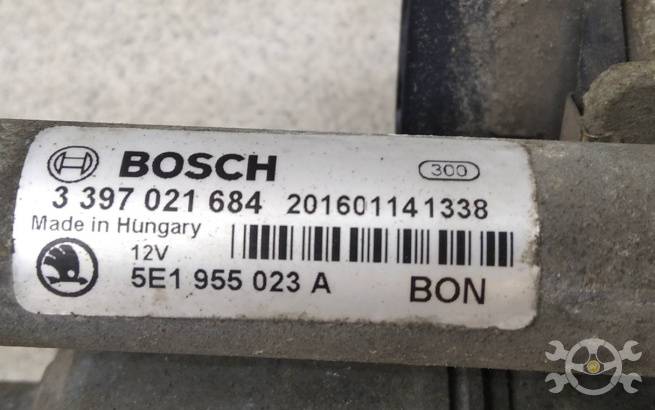 BOSCH 300
3 397 021 684 201601141338
Made in Hungary
12V
5E1 955 023 A BON